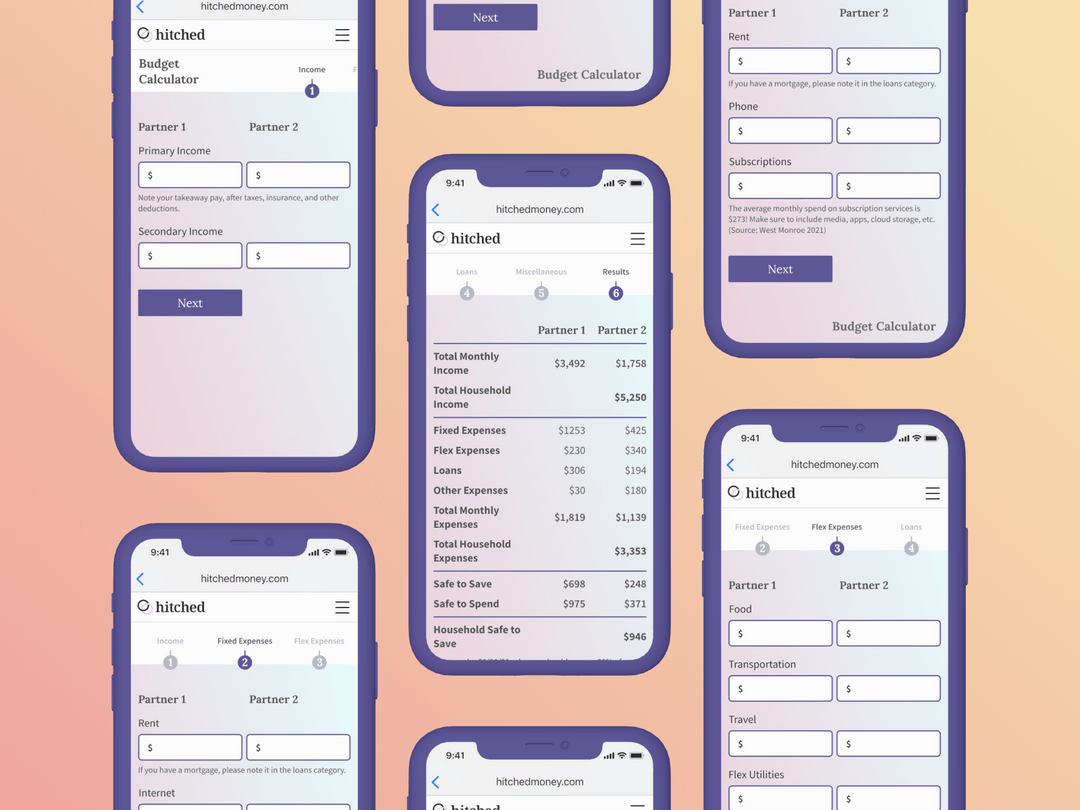 hitchedmoney.com
hitched
Budget
Calculator
Income
1
Partner 1 Partner 2
Primary Income
$ $
Note your takeaway pay, after taxes, insurance, and other
deductions.
Secondary Income
$ $
Next
9:41
hitchedmoney.com
hitched
Income Fixed Expenses Flex Expenses
1 2 3
Partner 1 Partner 2
Rent
$ $
If you have a mortgage, please note it in the loans category.
Internet
Next
Budget Calculator
9:41
hitchedmoney.com
hitched
Loans Miscellaneous Results
4 5 6
Partner 1 Partner 2
Total Monthly
Income $3,492 $1,758
Total Household
Income $5,250
Fixed Expenses $1253 $425
Flex Expenses $230 $340
Loans $306 $194
Other Expenses $30 $180
Total Monthly
Expenses $1,819 $1,139
Total Household
Expenses $3,353
Safe to Save $698 $248
Safe to Spend $975 $371
Household Safe to
Save $946
9:41
hitchedmoney.com
hitched
Partner 1 Partner 2
Rent
$ $
If you have a mortgage, please note it in the loans category.
Phone
$ $
Subscriptions
$ $
The average monthly spend on subscription services is
$273! Make sure to include media, apps, cloud storage, etc.
(Source: West Monroe 2021)
Next
Budget Calculator
9:41
hitchedmoney.com
hitched
Fixed Expenses Flex Expenses Loans
2 3 4
Partner 1 Partner 2
Food
$ $
Transportation
$ $
Travel
$ $
Flex Utilities
$ $